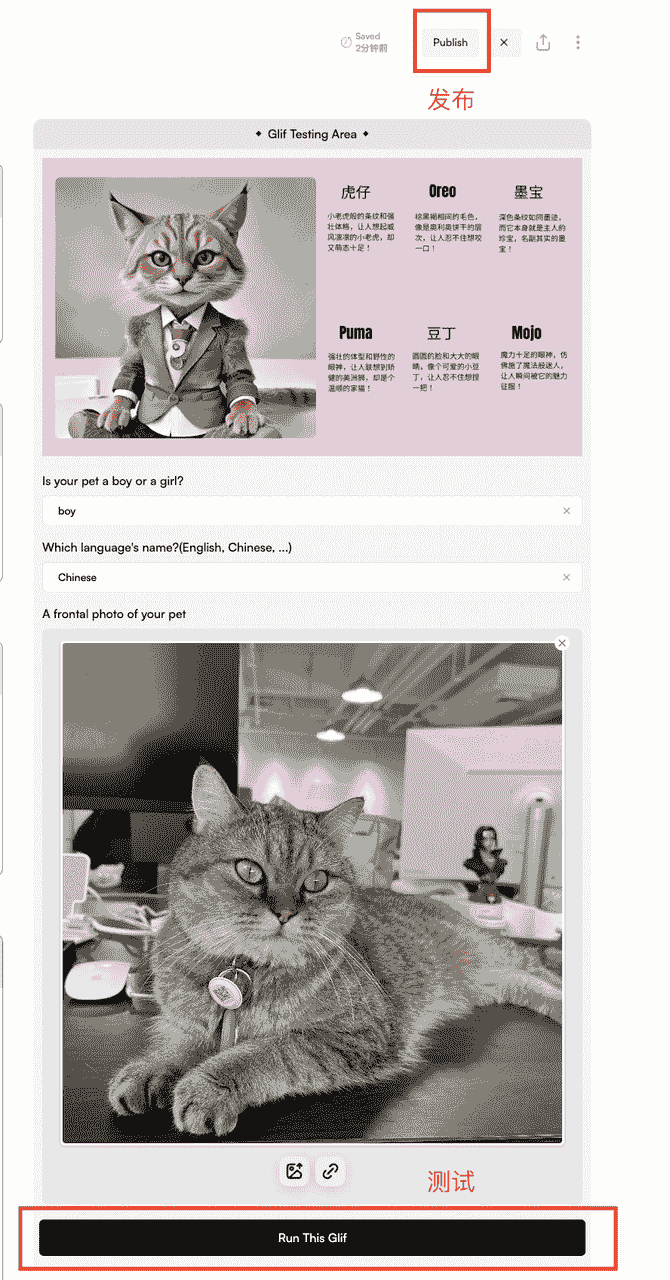 Saved
2分钟前
Publish
发布
Glif Testing Area
虎仔
小老虎般的条纹和强
壮体格，让人想起威
风凛凛的小老虎，却
又萌态十足！
Oreo
棕黑褐相间的毛色，
像是奥利奥饼干的层
次，让人忍不住想咬
一口！
墨宝
深色条纹如同墨迹，
而它本身就是主人的
珍宝，名副其实的墨
宝！
Puma
强壮的体型和野性的
眼神，让人联想到矫
健的美洲狮，却是个
温顺的家猫！
豆丁
圆圆的脸和大大的眼
睛，像个可爱的小豆
丁，让人忍不住想捏
一把！
Mojo
魔力十足的眼神，仿
佛施了魔法般迷人，
让人瞬间被它的魅力
征服！
Is your pet a boy or a girl?
boy
Which language's name?(English, Chinese, ...)
Chinese
A frontal photo of your pet
测试
Run This Glif